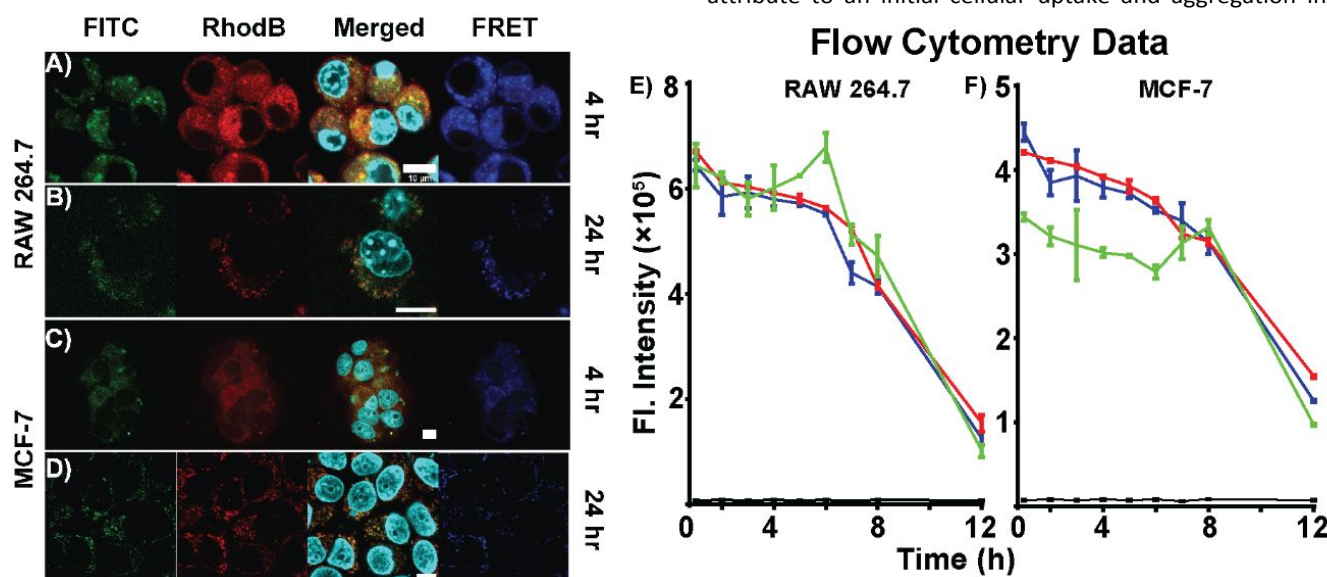 attribute to an initial cellular uptake and aggregation in
FITC RhodB Merged FRET
Flow Cytometry Data
RAW 264.7
MCF-7
A)
10 µm
4 hr
B)
24 hr
C)
4 hr
D)
24 hr
E) RAW 264.7
F) MCF-7
Fl. Intensity (×10⁵)
8
6
4
2
0 4 8 12
5
4
3
2
1
0 4 8 12
Time (h)